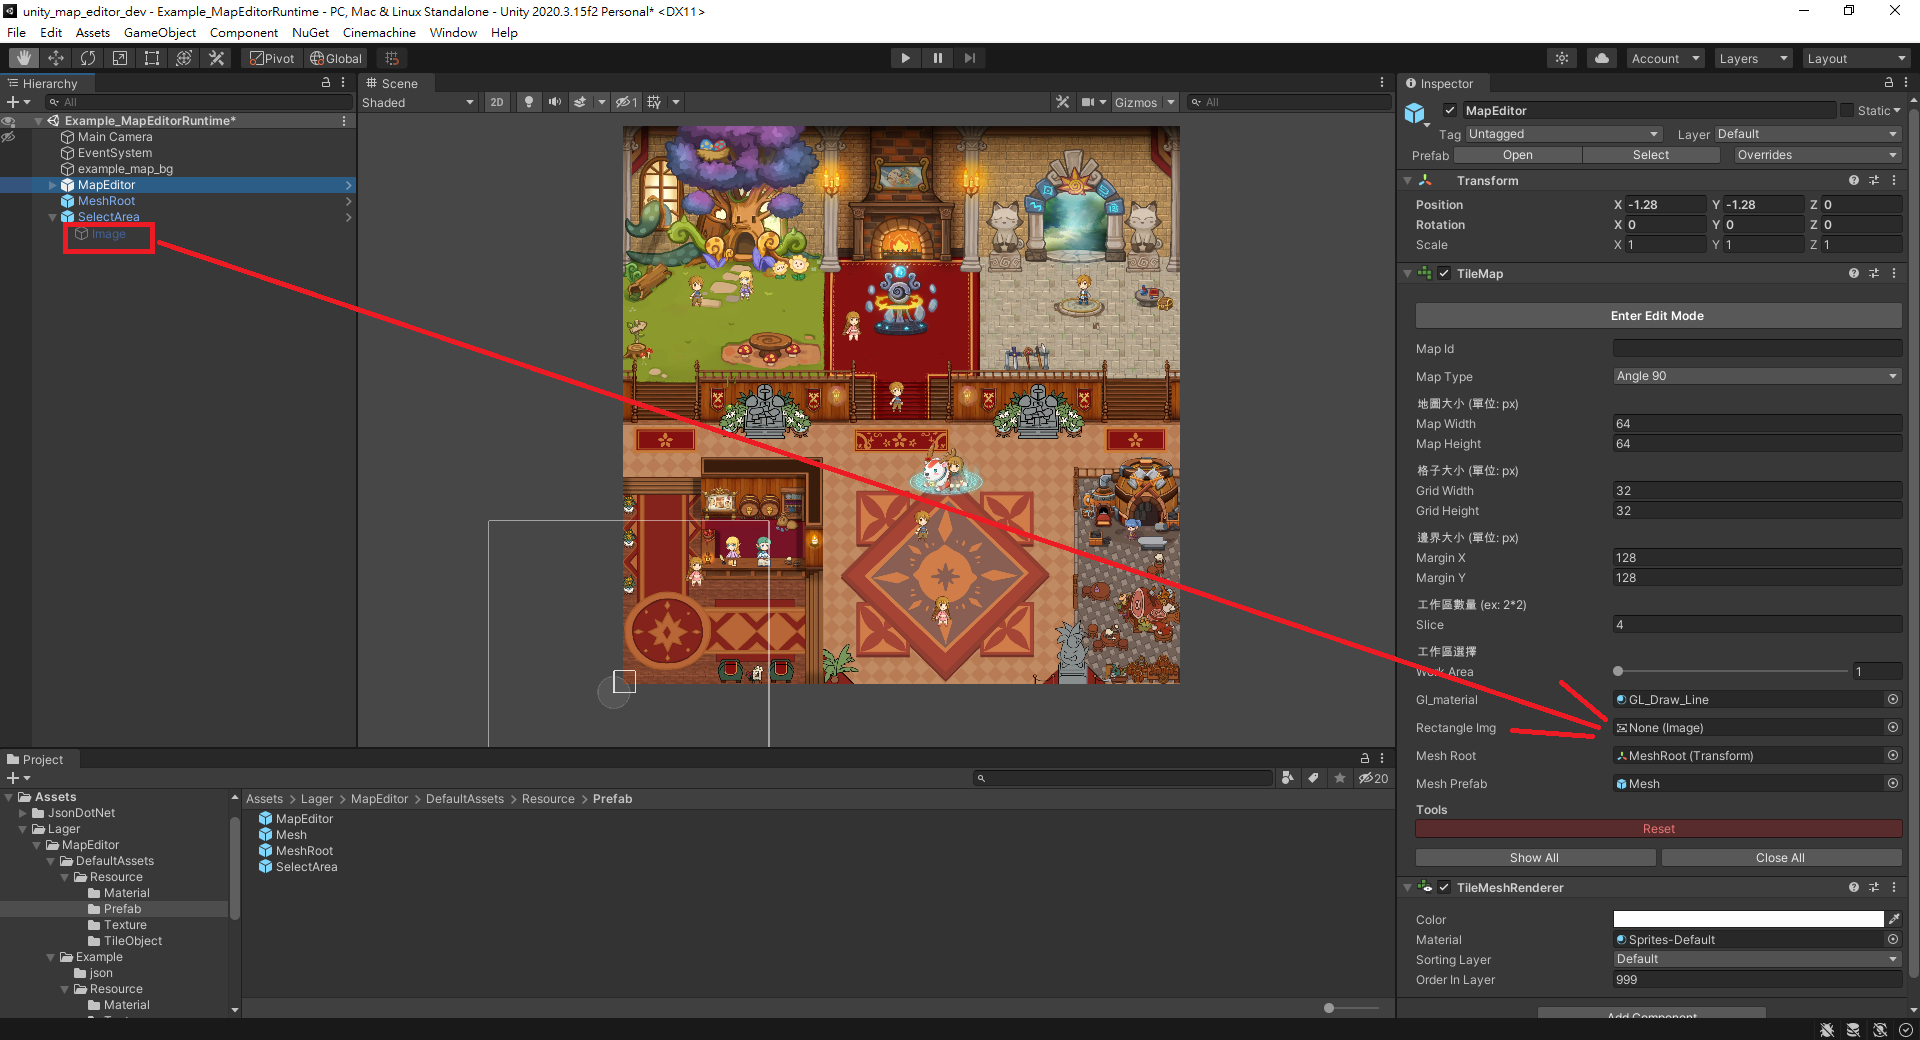 unity_map_editor_dev - Example_MapEditorRuntime - PC, Mac & Linux Standalone - Unity 2020.3.15f2 Personal* <DX11>
File Edit Assets GameObject Component NuGet Cinemachine Window Help
Pivot Global
Account Layers Layout
Hierarchy
All
Example_MapEditorRuntime*
Main Camera
EventSystem
example_map_bg
MapEditor
MeshRoot
SelectArea
Image
Scene
Shaded 2D 1 Gizmos All
Inspector
MapEditor Static
Tag Untagged Layer Default
Prefab Open Select Overrides
Transform
Position X -1.28 Y -1.28 Z 0
Rotation X 0 Y 0 Z 0
Scale X 1 Y 1 Z 1
TileMap
Enter Edit Mode
Map Id
Map Type Angle 90
地圖大小 (單位: px)
Map Width 64
Map Height 64
格子大小 (單位: px)
Grid Width 32
Grid Height 32
邊界大小 (單位: px)
Margin X 128
Margin Y 128
工作區數量 (ex: 2*2)
Slice 4
工作區選擇
Work Area 1
Gl_material GL_Draw_Line
Rectangle Img None (Image)
Mesh Root MeshRoot (Transform)
Mesh Prefab Mesh
Tools
Reset
Show All Close All
TileMeshRenderer
Color
Material Sprites-Default
Sorting Layer Default
Order In Layer 999
Add Component
Project
20
Assets
JsonDotNet
Lager
MapEditor
DefaultAssets
Resource
Material
Prefab
Texture
TileObject
Example
json
Resource
Material
Assets > Lager > MapEditor > DefaultAssets > Resource > Prefab
MapEditor
Mesh
MeshRoot
SelectArea